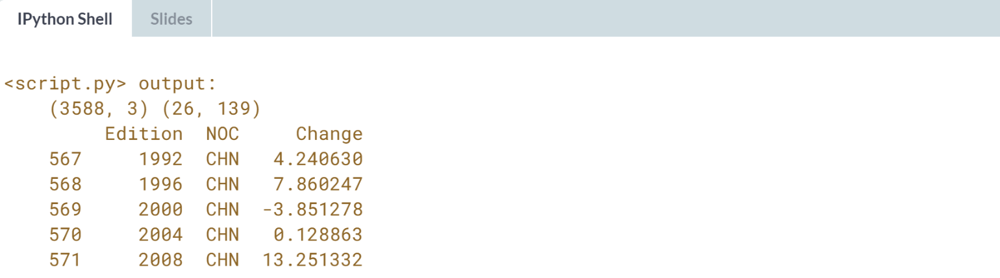 IPython Shell Slides
<script.py> output:
(3588, 3) (26, 139)
Edition NOC Change
567 1992 CHN 4.240630
568 1996 CHN 7.860247
569 2000 CHN -3.851278
570 2004 CHN 0.128863
571 2008 CHN 13.251332